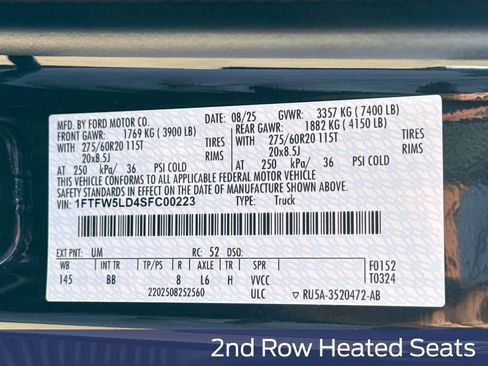 MFD. BY FORD MOTOR CO. DATE: 08/25 GVWR: 3357 KG (7400 LB)
FRONT GAWR: 1769 KG (3900 LB) REAR GAWR: 1882 KG (4150 LB)
WITH TIRES WITH TIRES
275/60R20 115T RIMS 275/60R20 115T RIMS
20x8.5J 20x8.5J
AT 250 kPa/ 36 PSI COLD AT 250 kPa/ 36 PSI COLD
THIS VEHICLE CONFORMS TO ALL APPLICABLE FEDERAL MOTOR VEHICLE
SAFETY STANDARDS IN EFFECT ON THE DATE OF MANUFACTURE SHOWN ABOVE.
VIN: 1FTFW5LD4SFC00223 TYPE: Truck
EXT PNT: UM RC: 52 DSO:
WB INT TR TP/PS R AXLE TR SPR F0152
145 BB 8 L6 H VVCC T0324
2202508252560 ULC ▽ RU5A-3520472-AB
2nd Row Heated Seats